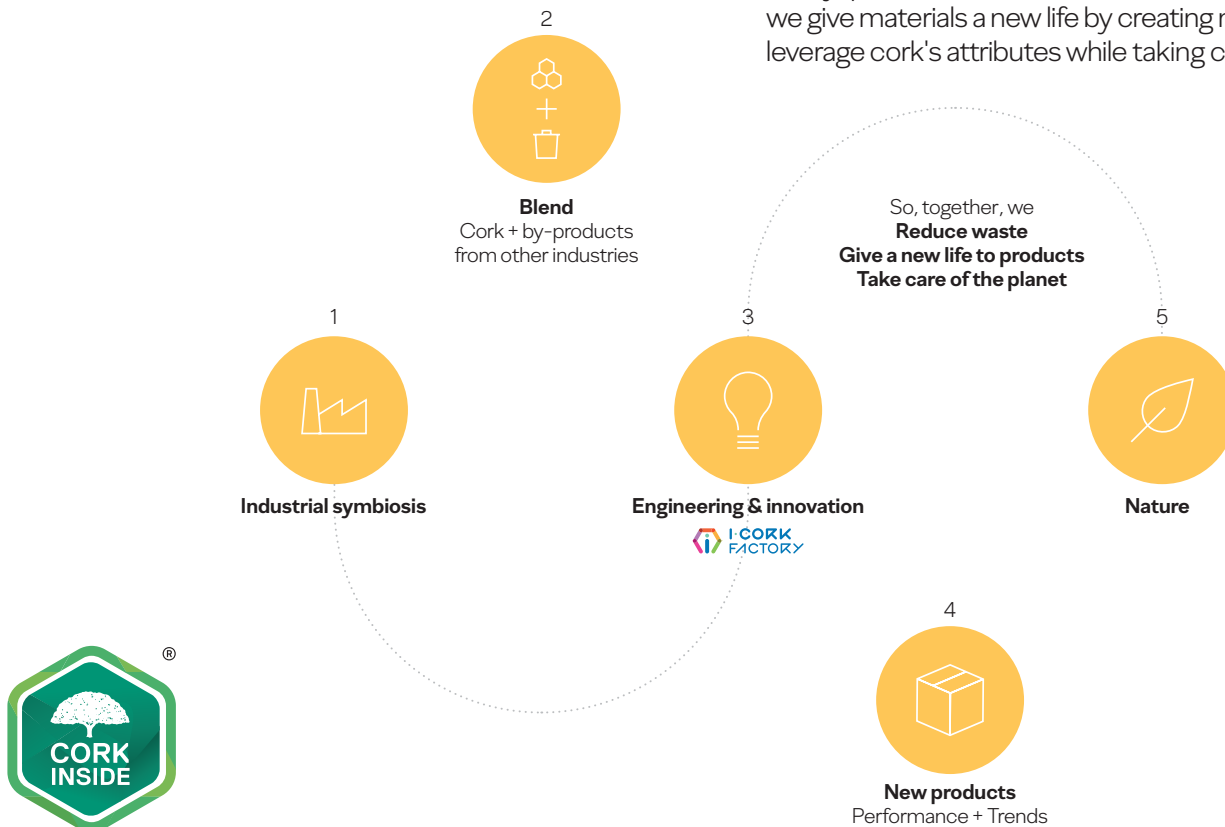 we give materials a new life by creating
leverage cork's attributes while taking
2
Blend
Cork + by-products
from other industries
So, together, we
Reduce waste
Give a new life to products
Take care of the planet
1
Industrial symbiosis
3
Engineering & innovation
I·CORK
FACTORY
5
Nature
4
New products
Performance + Trends
®
CORK
INSIDE